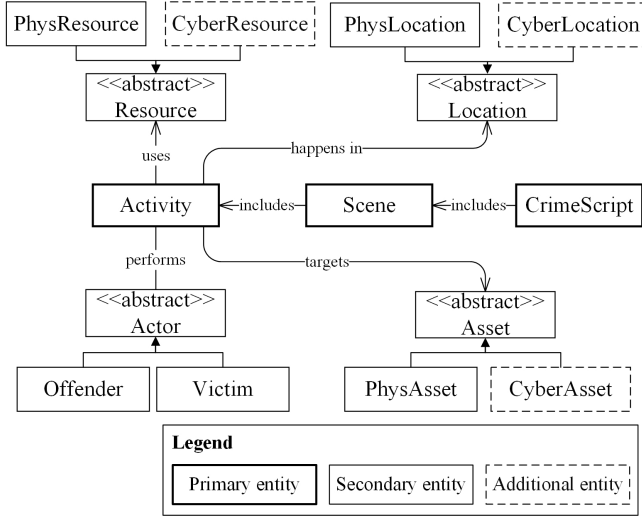 PhysResource
CyberResource
PhysLocation
CyberLocation
<<abstract>>
Resource
<<abstract>>
Location
uses
happens in
Activity
includes
Scene
includes
CrimeScript
performs
targets
<<abstract>>
Actor
<<abstract>>
Asset
Offender
Victim
PhysAsset
CyberAsset
Legend
Primary entity
Secondary entity
Additional entity